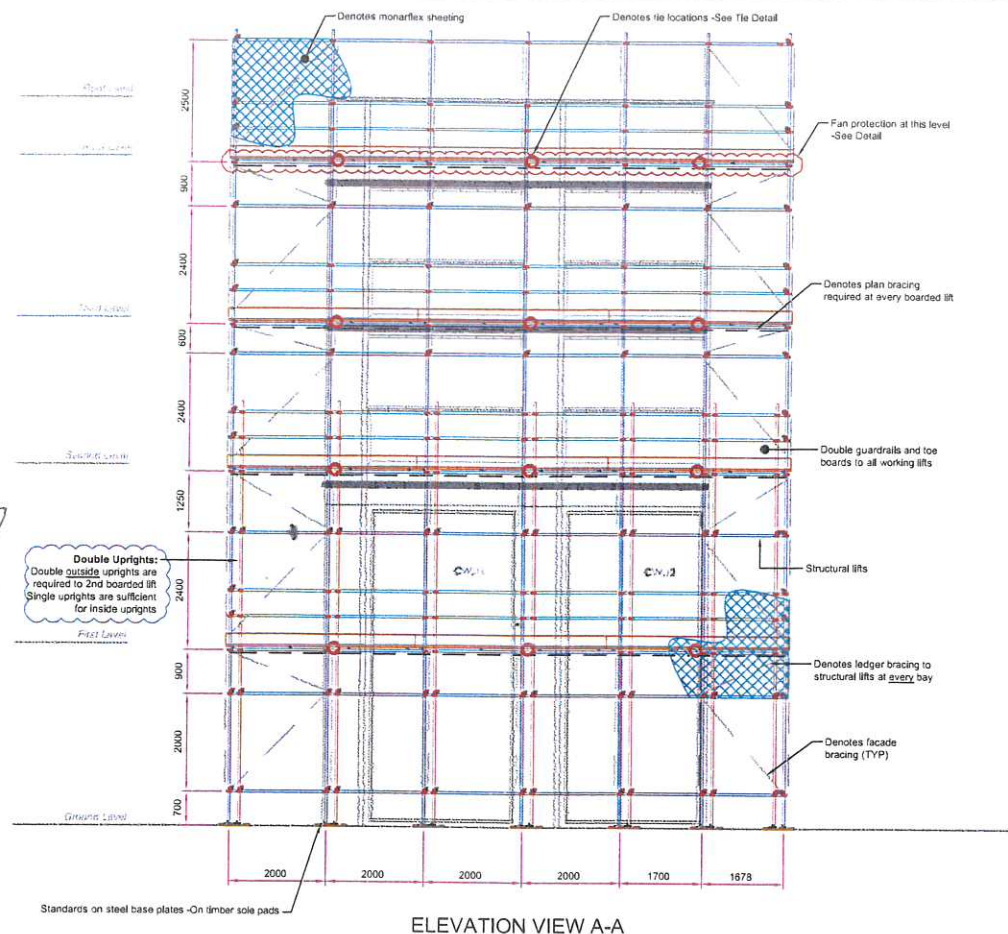 Denotes monarflex sheeting
Denotes tie locations -See Tie Detail
Fan protection at this level
-See Detail
2500
900
2400
Denotes plan bracing
required at every boarded lift
Third Level
600
2400
Double guardrails and toe
boards to all working lifts
Second Level
1250
Double Uprights:
Double outside uprights are
required to 2nd boarded lift
Single uprights are sufficient
for inside uprights
CW02
Structural lifts
2400
First Level
Denotes ledger bracing to
structural lifts at every bay
900
2000
Denotes facade
bracing (TYP)
700
Ground Level
2000
2000
2000
2000
1700
1678
Standards on steel base plates -On timber sole pads
ELEVATION VIEW A-A